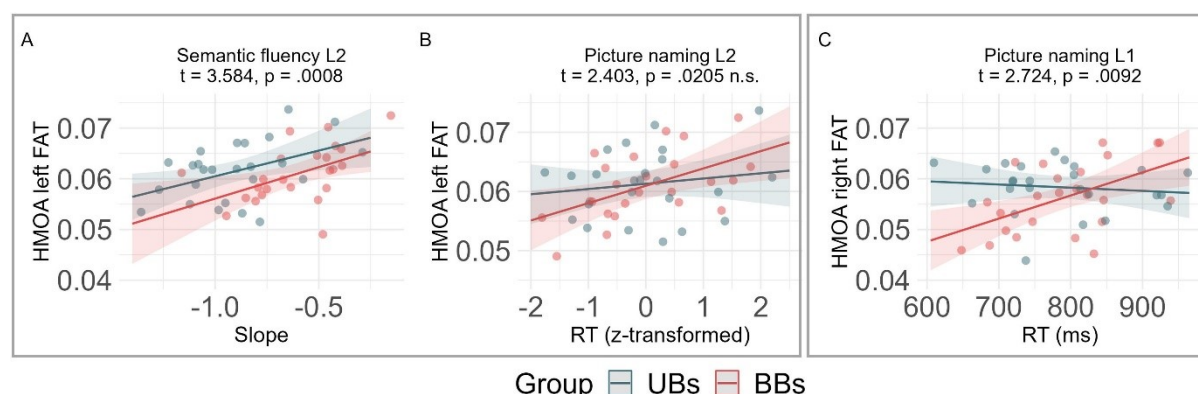 A
Semantic fluency L2
t = 3.584, p = .0008
HMOA left FAT
0.07
0.06
0.05
0.04
-1.0
-0.5
Slope
B
Picture naming L2
t = 2.403, p = .0205 n.s.
HMOA left FAT
0.07
0.06
0.05
-2
-1
0
1
2
RT (z-transformed)
C
Picture naming L1
t = 2.724, p = .0092
HMOA right FAT
0.07
0.06
0.05
0.04
600
700
800
900
RT (ms)
Group UBs BBs